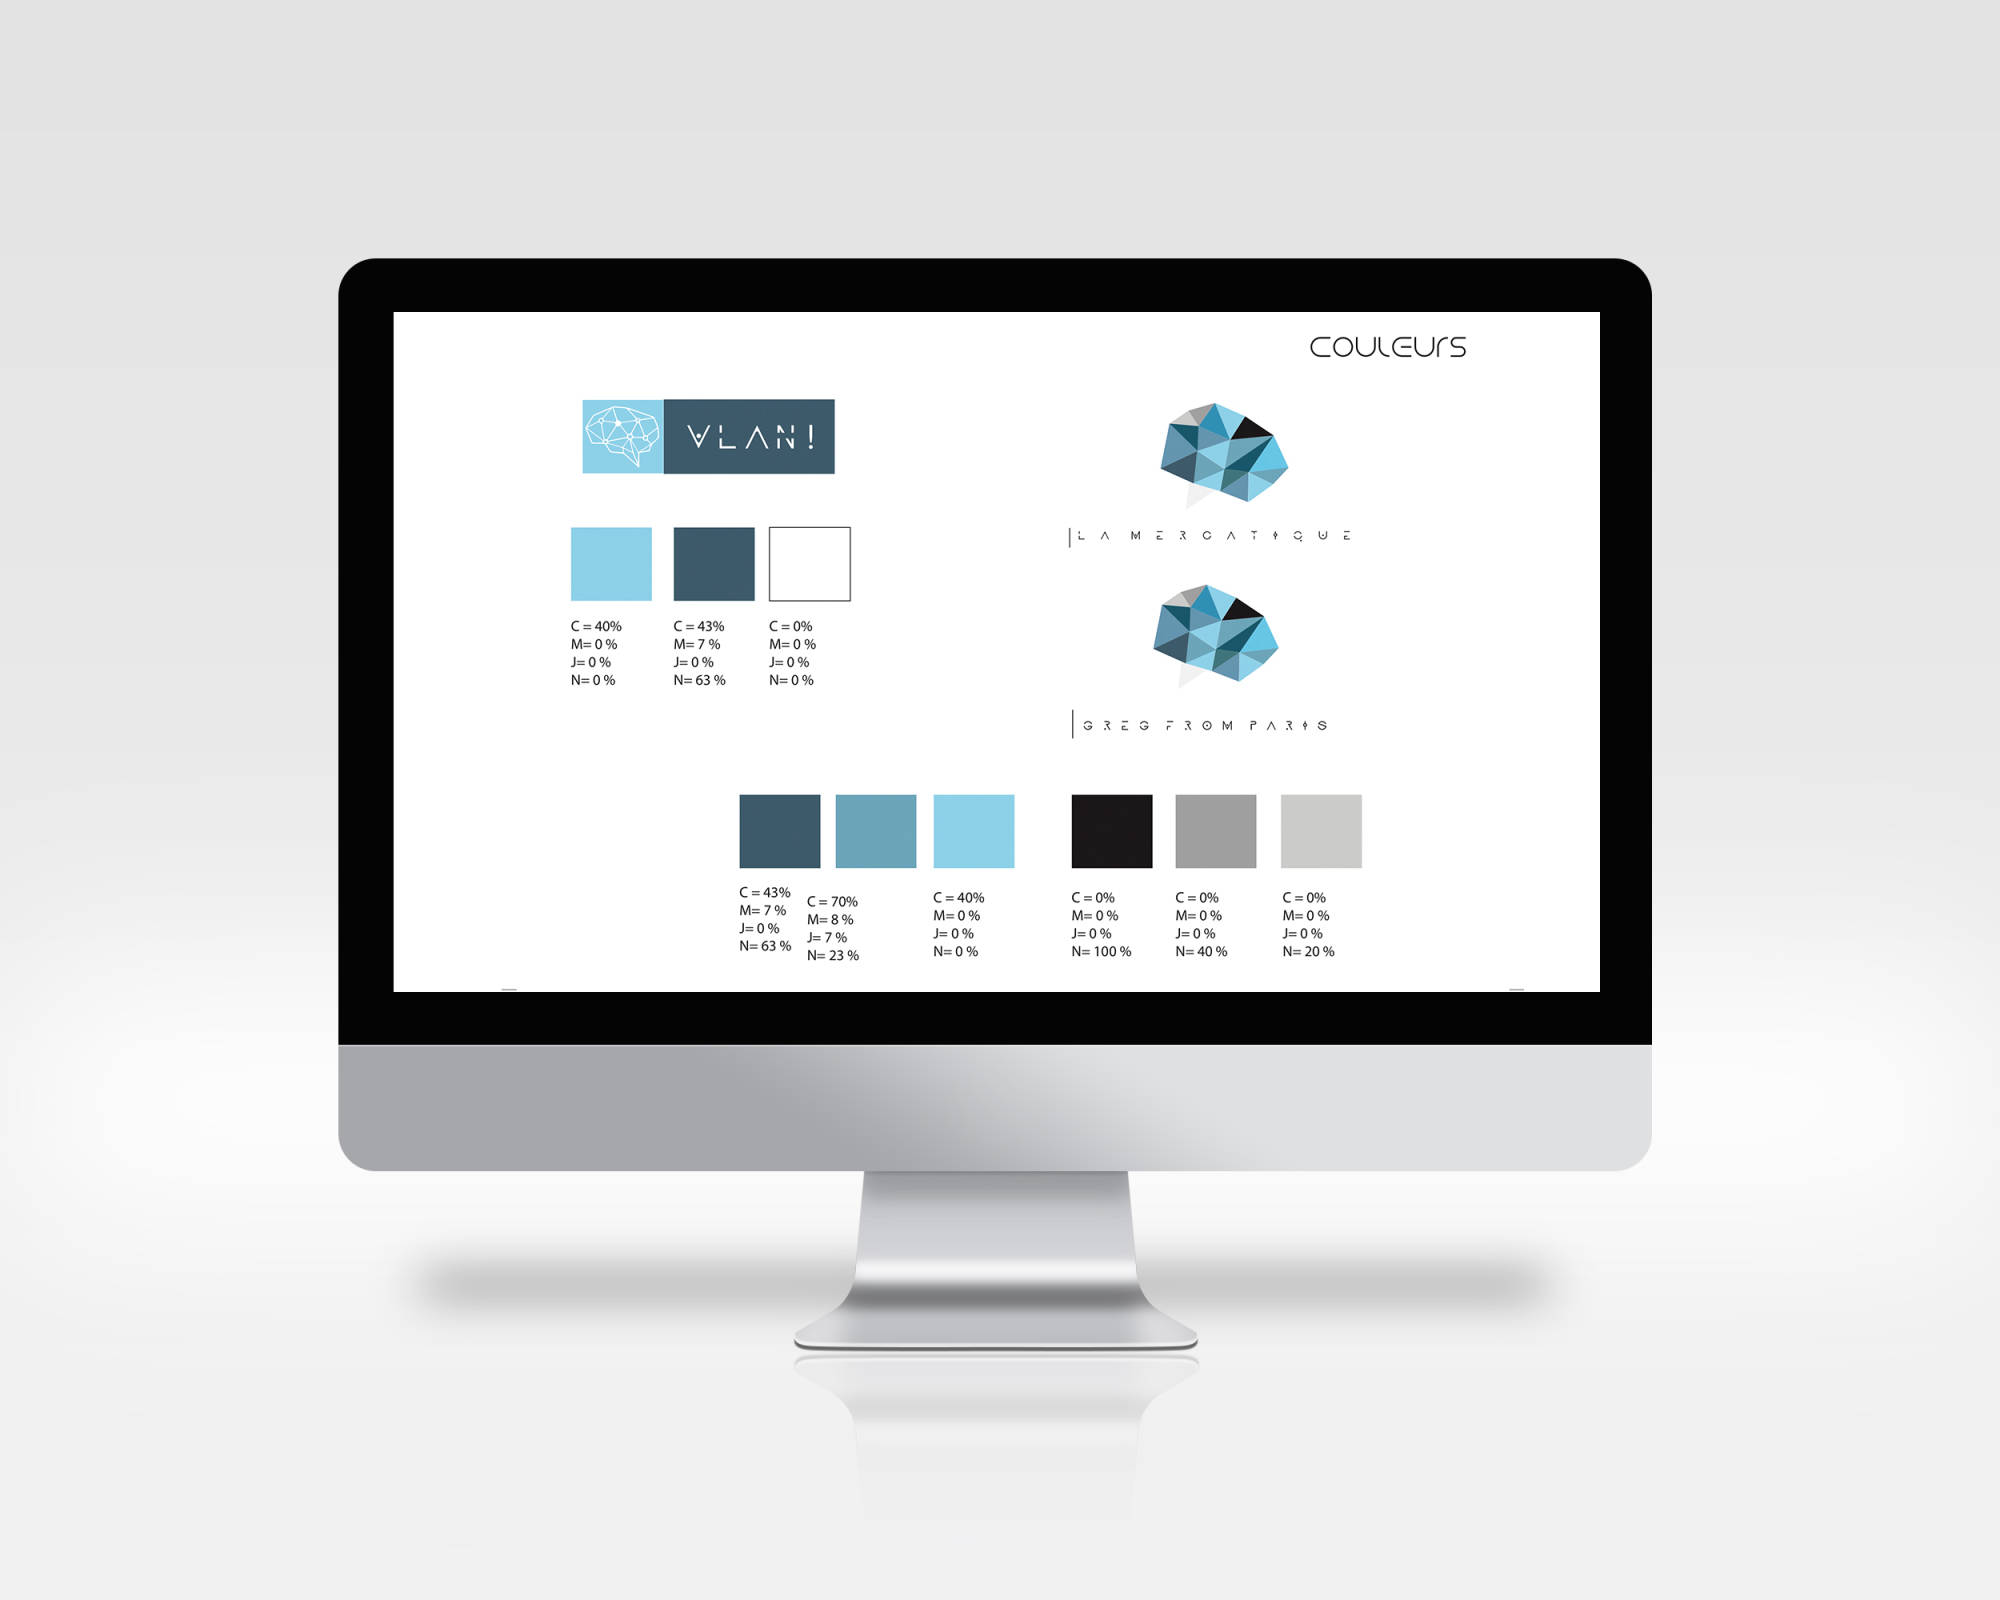 COULEURS
VLAN!
C = 40%
M= 0 %
J= 0 %
N= 0 %
C = 43%
M= 7 %
J= 0 %
N= 63 %
C = 0%
M= 0 %
J= 0 %
N= 0 %
LA MERCATIQUE
GREG FROM PARIS
C = 43%
M= 7 %
J= 0 %
N= 63 %
C = 70%
M= 8 %
J= 7 %
N= 23 %
C = 40%
M= 0 %
J= 0 %
N= 0 %
C = 0%
M= 0 %
J= 0 %
N= 100 %
C = 0%
M= 0 %
J= 0 %
N= 40 %
C = 0%
M= 0 %
J= 0 %
N= 20 %